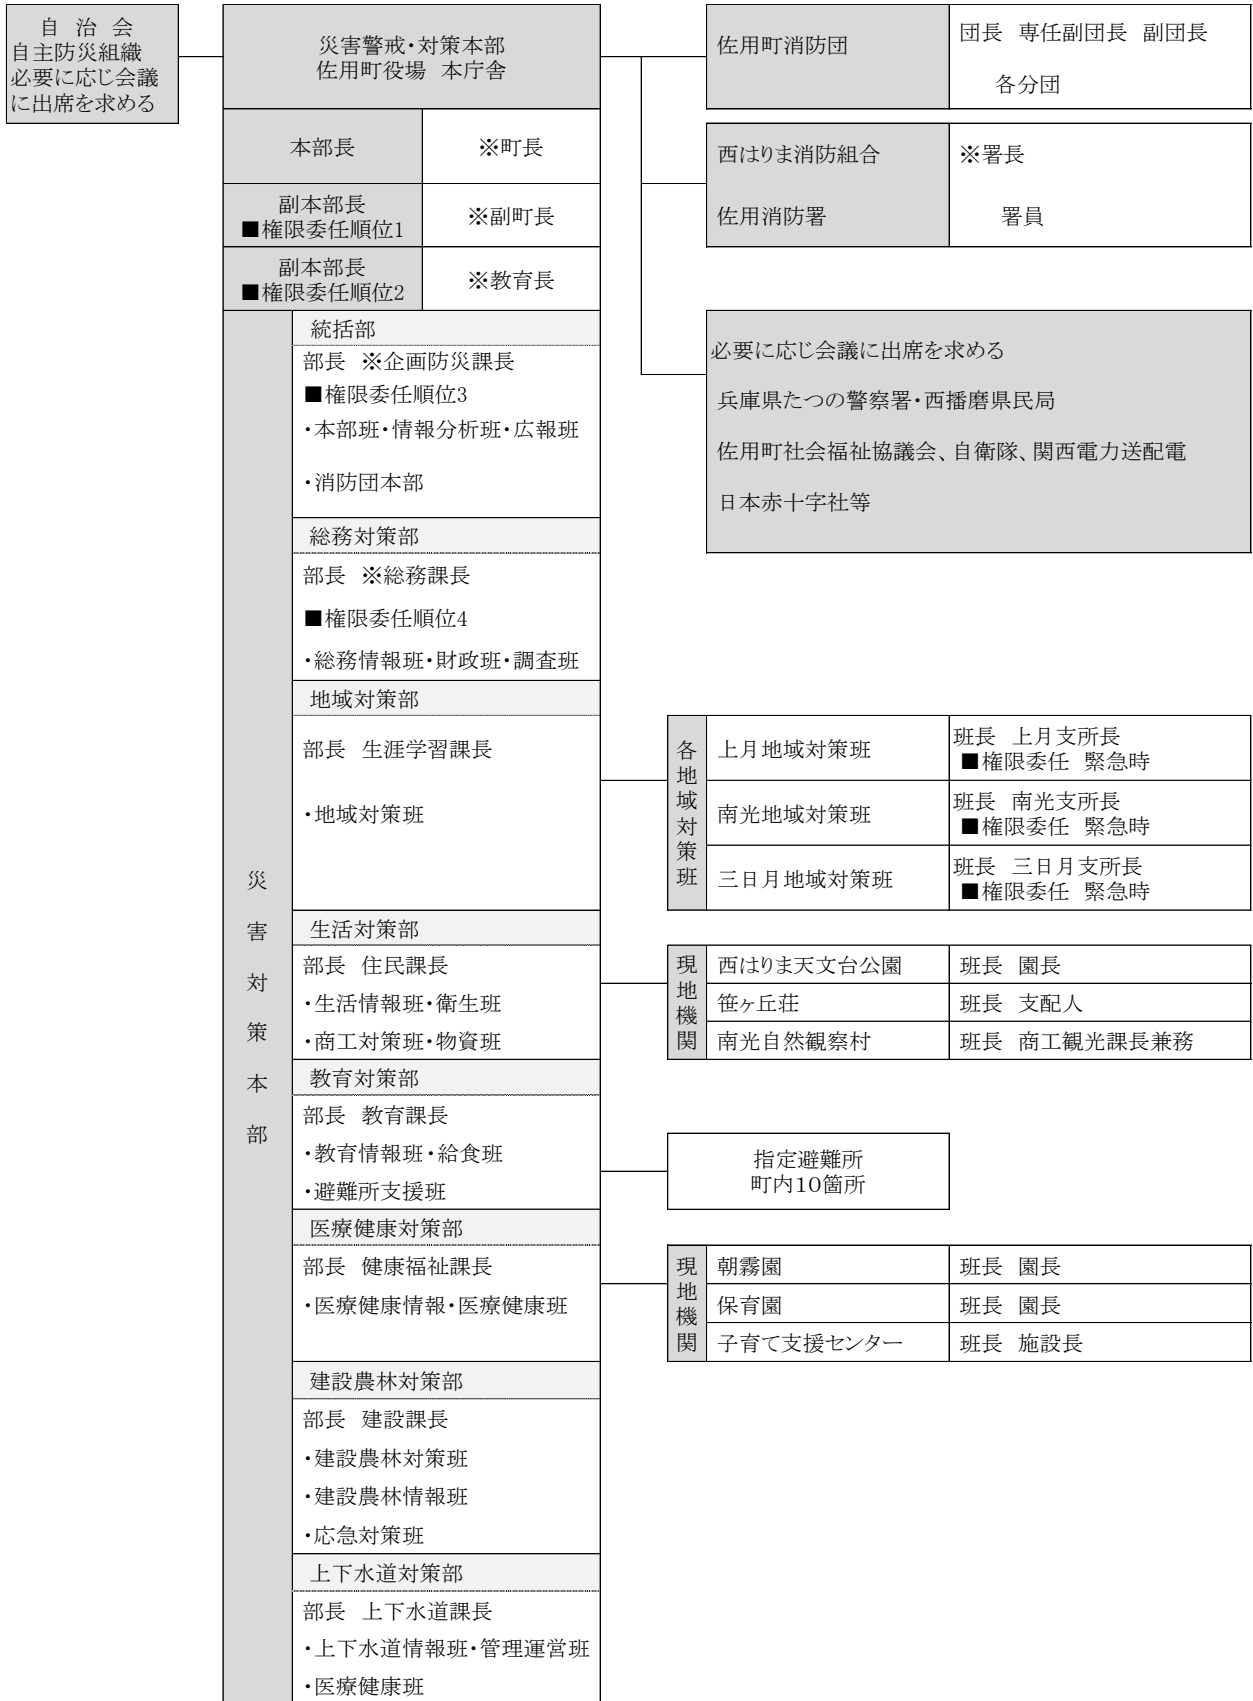 自　治　会
自主防災組織
必要に応じ会議
に出席を求める
災害警戒・対策本部
佐用町役場　本庁舎
本部長
※町長
副本部長
■権限委任順位1
※副町長
副本部長
■権限委任順位2
※教育長
災害対策本部
統括部
部長　※企画防災課長
■権限委任順位3
・本部班・情報分析班・広報班
・消防団本部
総務対策部
部長　※総務課長
■権限委任順位4
・総務情報班・財政班・調査班
地域対策部
部長　生涯学習課長
・地域対策班
生活対策部
部長　住民課長
・生活情報班・衛生班
・商工対策班・物資班
教育対策部
部長　教育課長
・教育情報班・給食班
・避難所支援班
医療健康対策部
部長　健康福祉課長
・医療健康情報・医療健康班
建設農林対策部
部長　建設課長
・建設農林対策班
・建設農林情報班
・応急対策班
上下水道対策部
部長　上下水道課長
・上下水道情報班・管理運営班
・医療健康班
佐用町消防団
団長　専任副団長　副団長
各分団
西はりま消防組合
※署長
佐用消防署
署員
必要に応じ会議に出席を求める
兵庫県たつの警察署・西播磨県民局
佐用町社会福祉協議会、自衛隊、関西電力送配電
日本赤十字社等
各地域対策班
上月地域対策班
班長　上月支所長
■権限委任　緊急時
南光地域対策班
班長　南光支所長
■権限委任　緊急時
三日月地域対策班
班長　三日月支所長
■権限委任　緊急時
現地機関
西はりま天文台公園
班長　園長
笹ヶ丘荘
班長　支配人
南光自然観察村
班長　商工観光課長兼務
指定避難所
町内10箇所
現地機関
朝霧園
班長　園長
保育園
班長　園長
子育て支援センター
班長　施設長